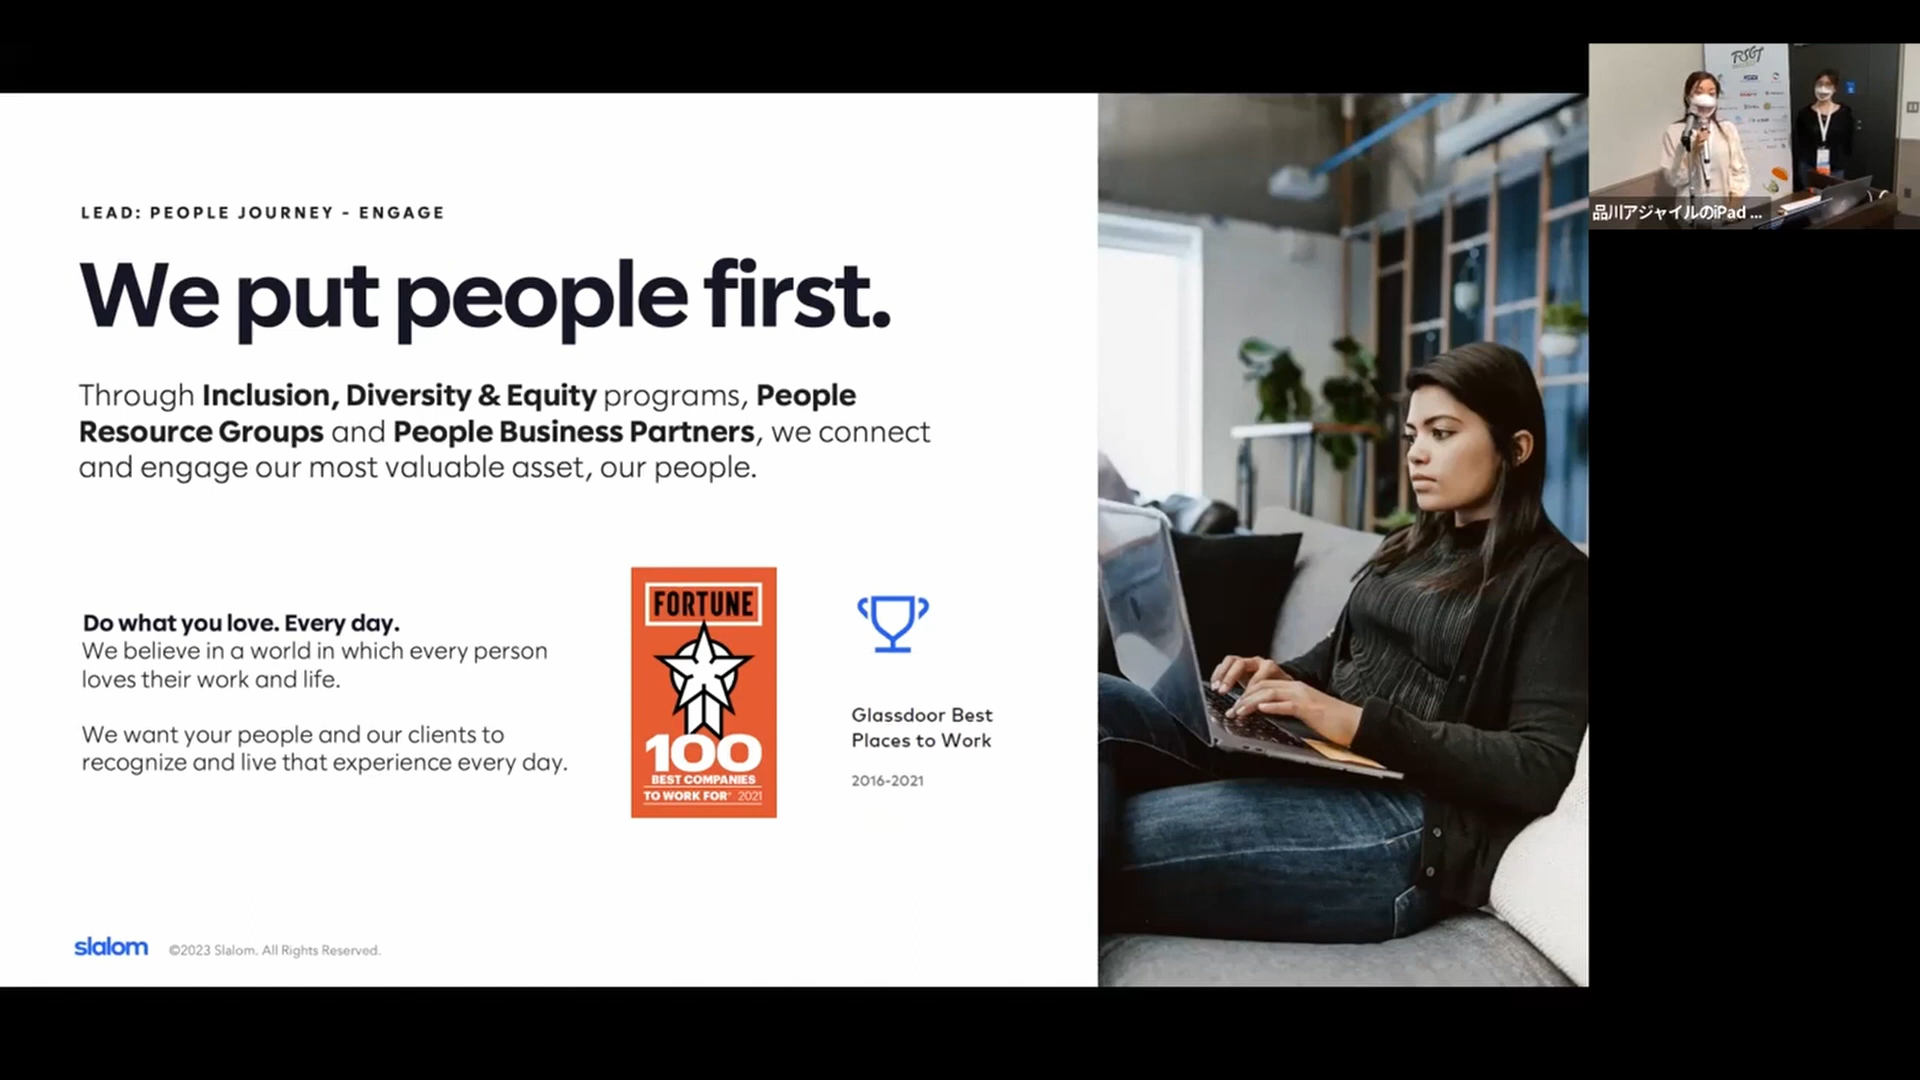 LEAD: PEOPLE JOURNEY - ENGAGE
We put people first.
Through Inclusion, Diversity & Equity programs, People
Resource Groups and People Business Partners, we connect
and engage our most valuable asset, our people.
Do what you love. Every day.
We believe in a world in which every person
loves their work and life.
We want your people and our clients to
recognize and live that experience every day.
FORTUNE
100
BEST COMPANIES
TO WORK FOR® 2021
Glassdoor Best
Places to Work
2016-2021
slalom
©2023 Slalom. All Rights Reserved.
RSGT
品川アジャイルのiPad ...